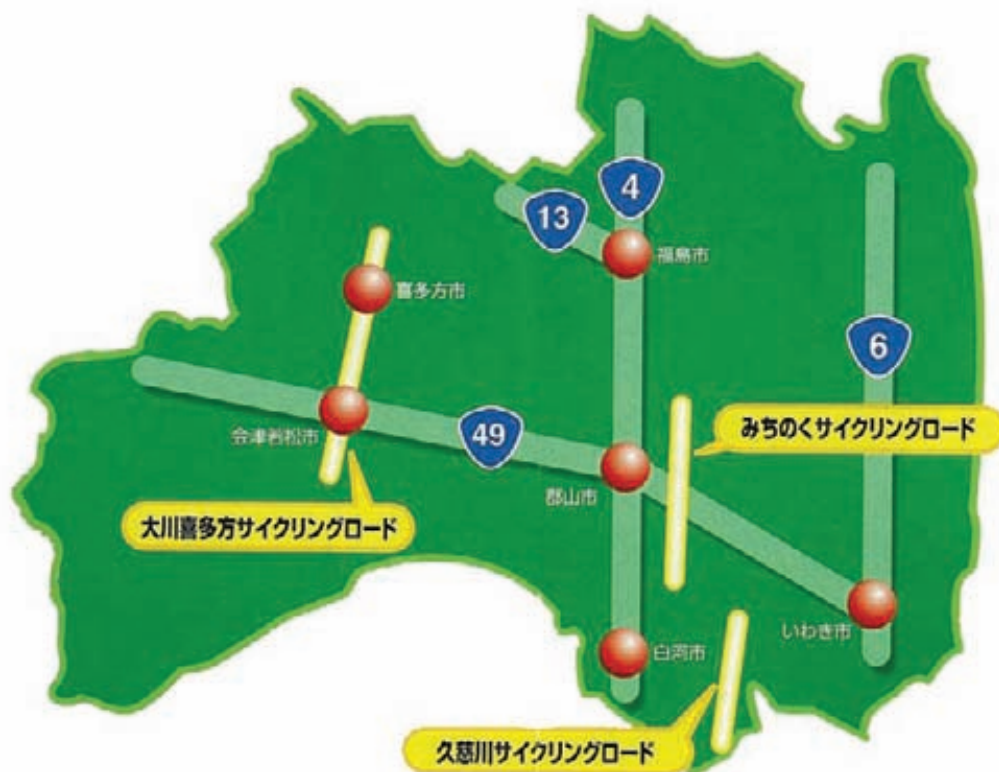 4
13
福島市
喜多方市
6
会津若松市
49
みちのくサイクリングロード
郡山市
大川喜多方サイクリングロード
いわき市
白河市
久慈川サイクリングロード